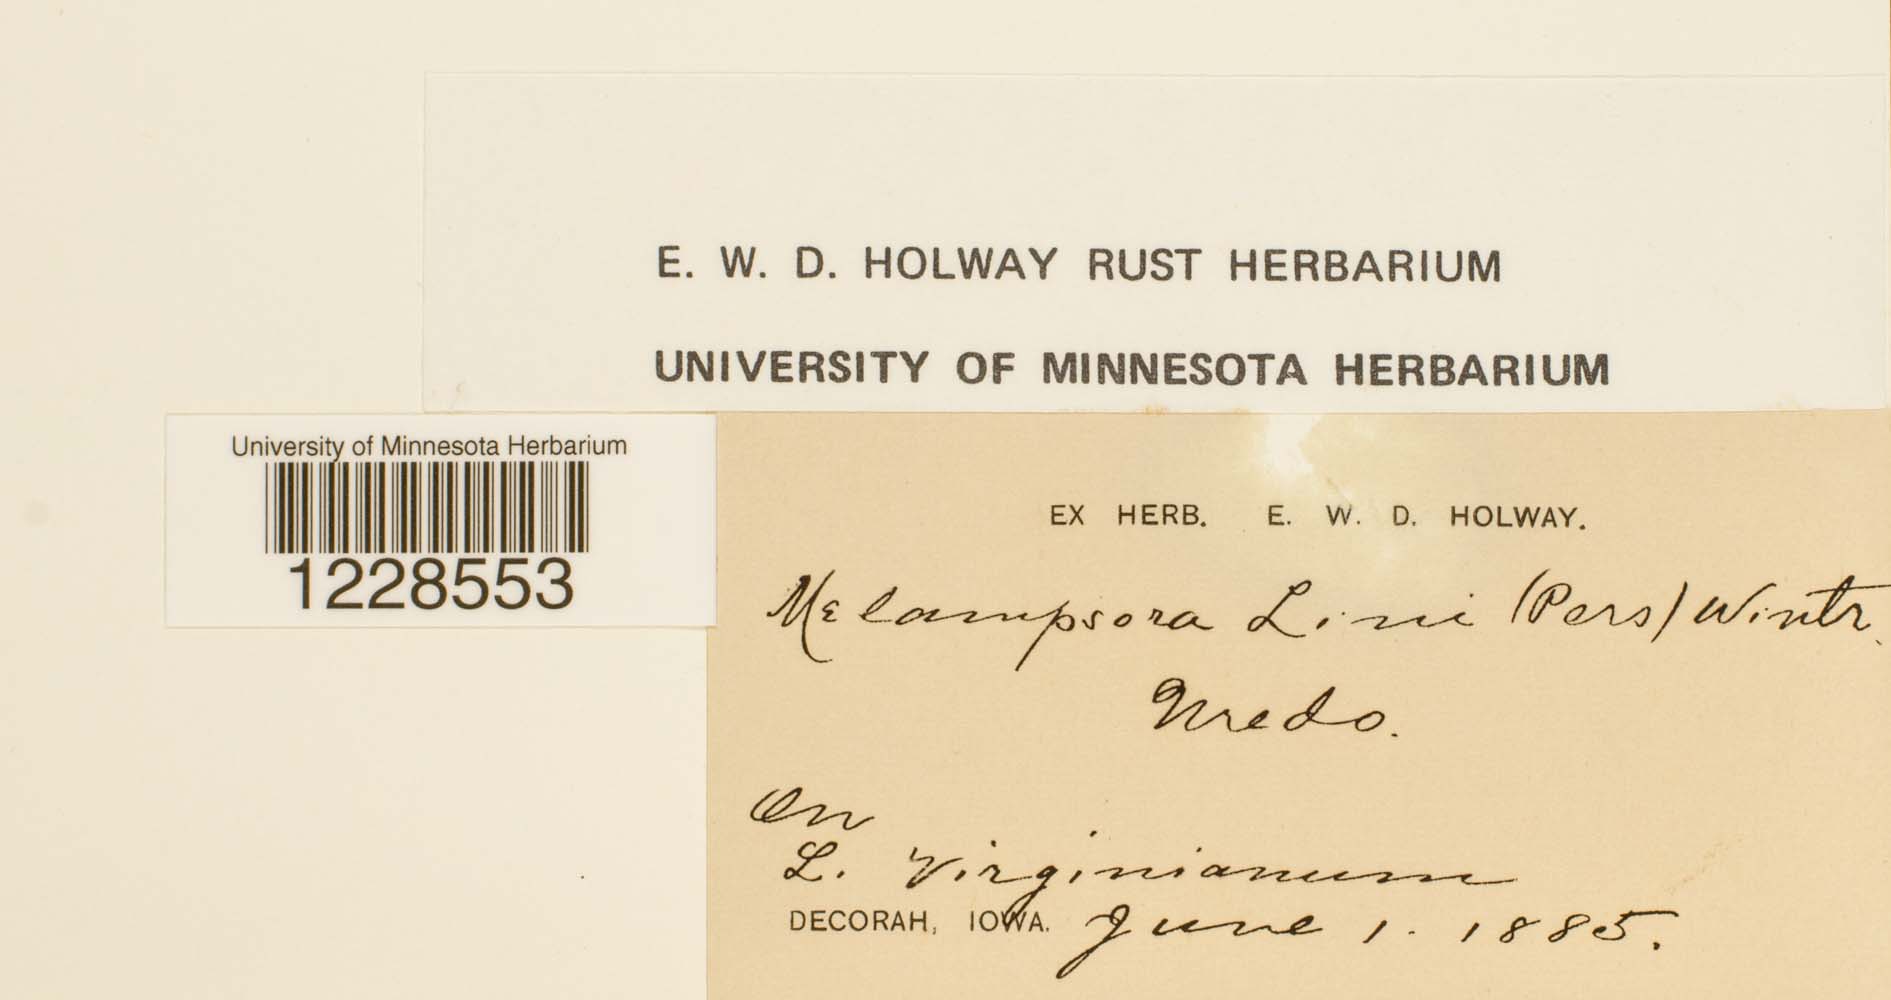 E. W. D. HOLWAY RUST HERBARIUM
UNIVERSITY OF MINNESOTA HERBARIUM
University of Minnesota Herbarium
1228553
EX HERB. E. W. D. HOLWAY.
Melampsora Lini (Pers) Wintr.
Uredo.
On
L. Virginianum
DECORAH, IOWA. June 1. 1885.